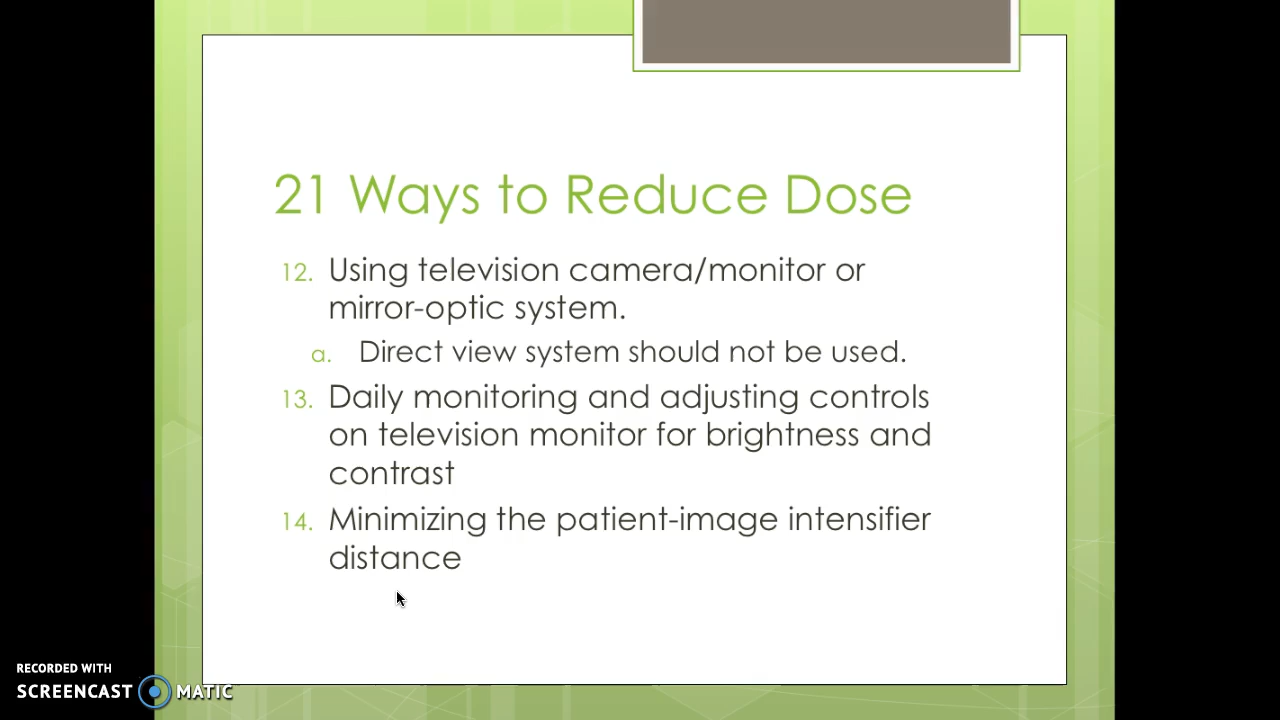 21 Ways to Reduce Dose
12. Using television camera/monitor or
mirror-optic system.
a. Direct view system should not be used.
13. Daily monitoring and adjusting controls
on television monitor for brightness and
contrast
14. Minimizing the patient-image intensifier
distance
RECORDED WITH
SCREENCAST MATIC